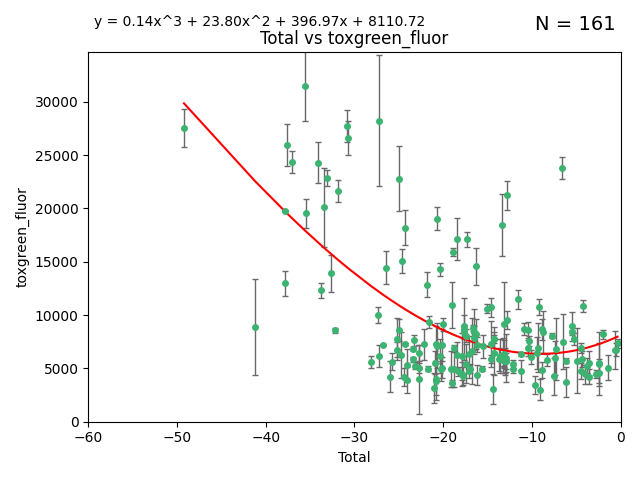 y = 0.14x^3 + 23.80x^2 + 396.97x + 8110.72
N = 161
Total vs toxgreen_fluor
toxgreen_fluor
30000
25000
20000
15000
10000
5000
0
−60
−50
−40
−30
−20
−10
0
Total